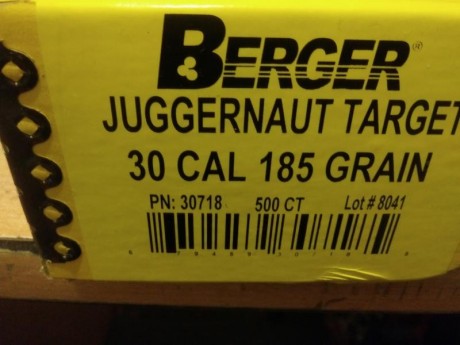 BERGER®
JUGGERNAUT TARGET
30 CAL 185 GRAIN
PN: 30718 500 CT Lot # 8041